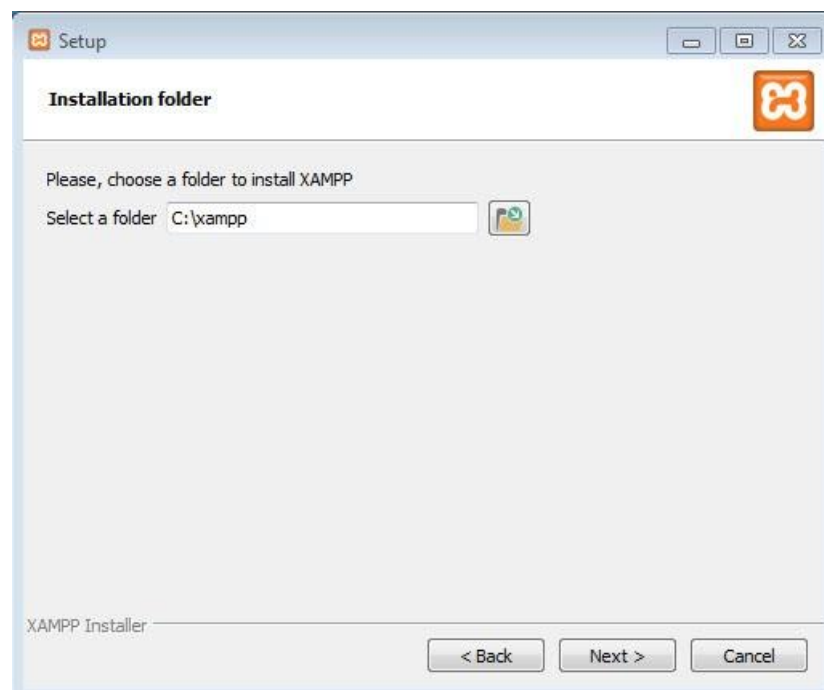 Setup
Installation folder
Please, choose a folder to install XAMPP
Select a folder C:\xampp
XAMPP Installer
< Back Next > Cancel